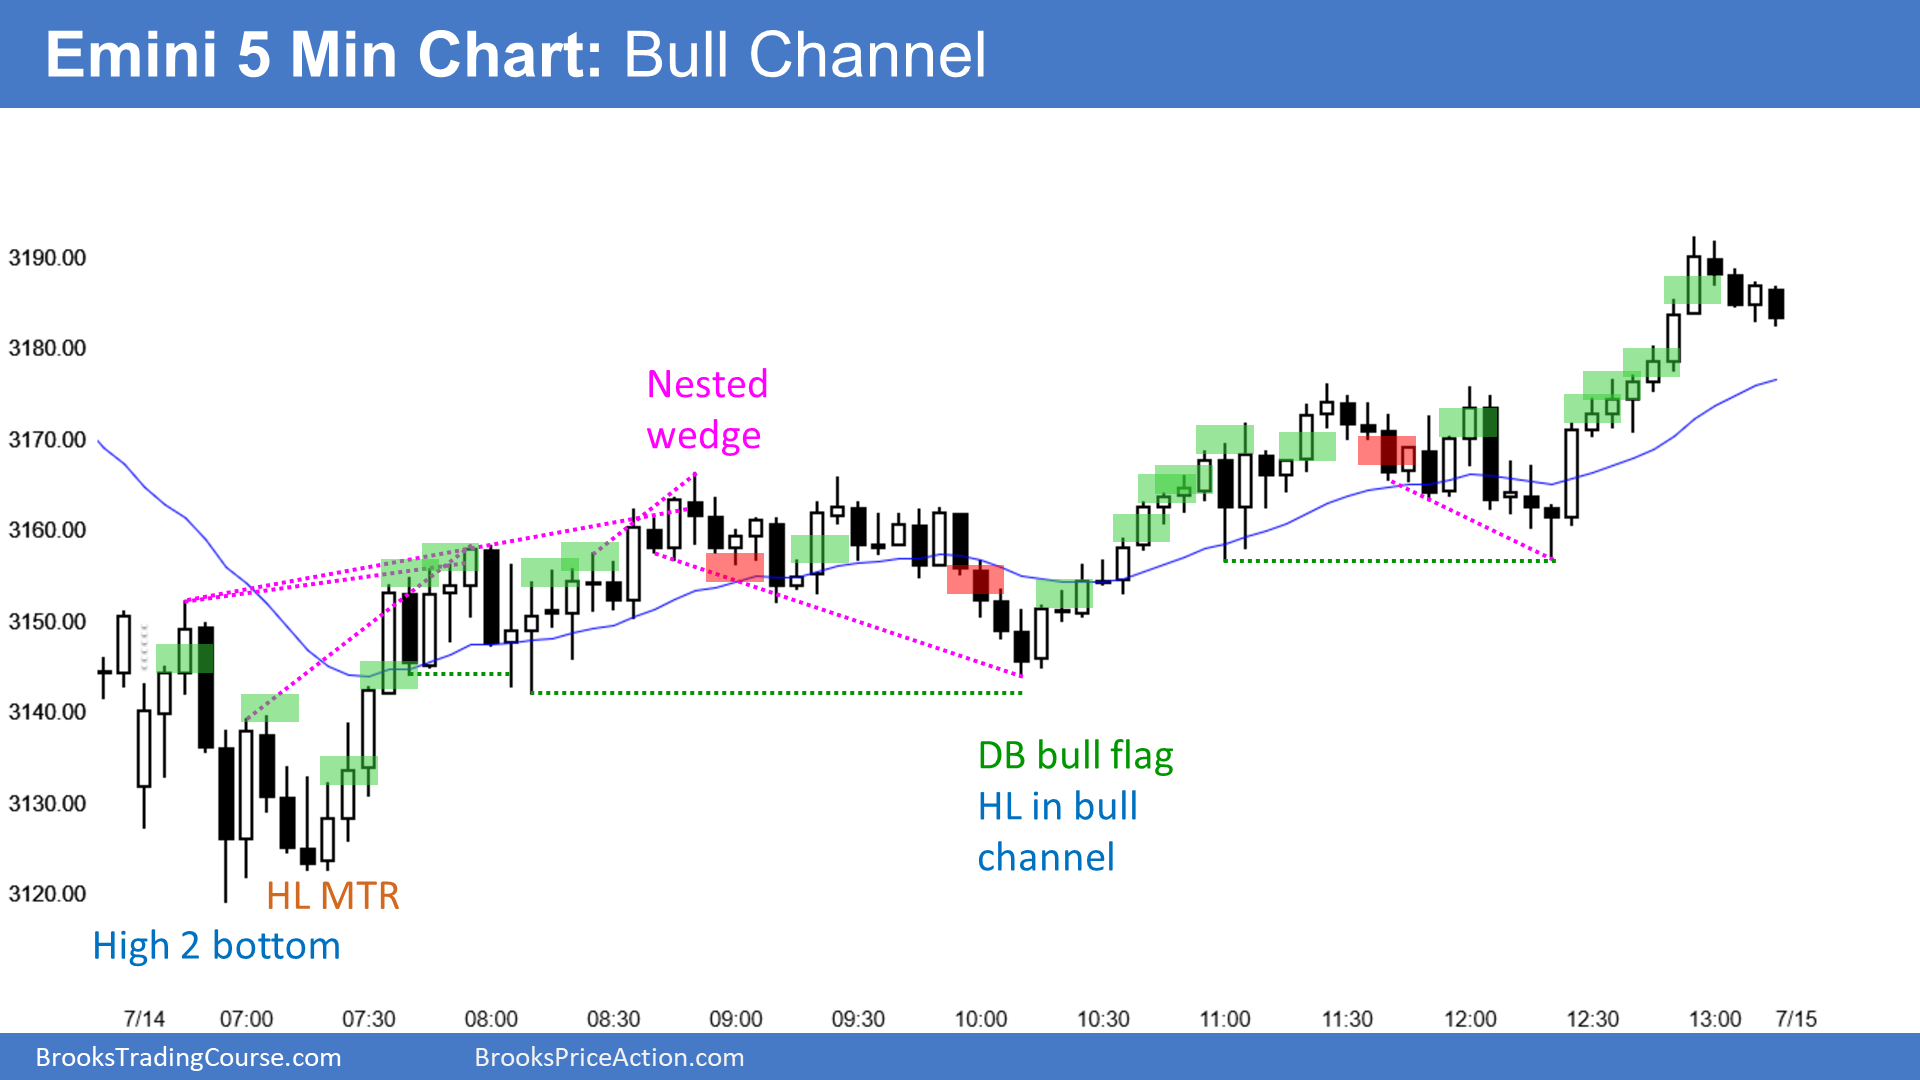 Emini 5 Min Chart: Bull Channel
3190.00
3180.00
3170.00
3160.00
3150.00
3140.00
3130.00
3120.00
Nested
wedge
DB bull flag
HL in bull
channel
HL MTR
High 2 bottom
7/14 07:00 07:30 08:00 08:30 09:00 09:30 10:00 10:30 11:00 11:30 12:00 12:30 13:00 7/15
BrooksTradingCourse.com BrooksPriceAction.com